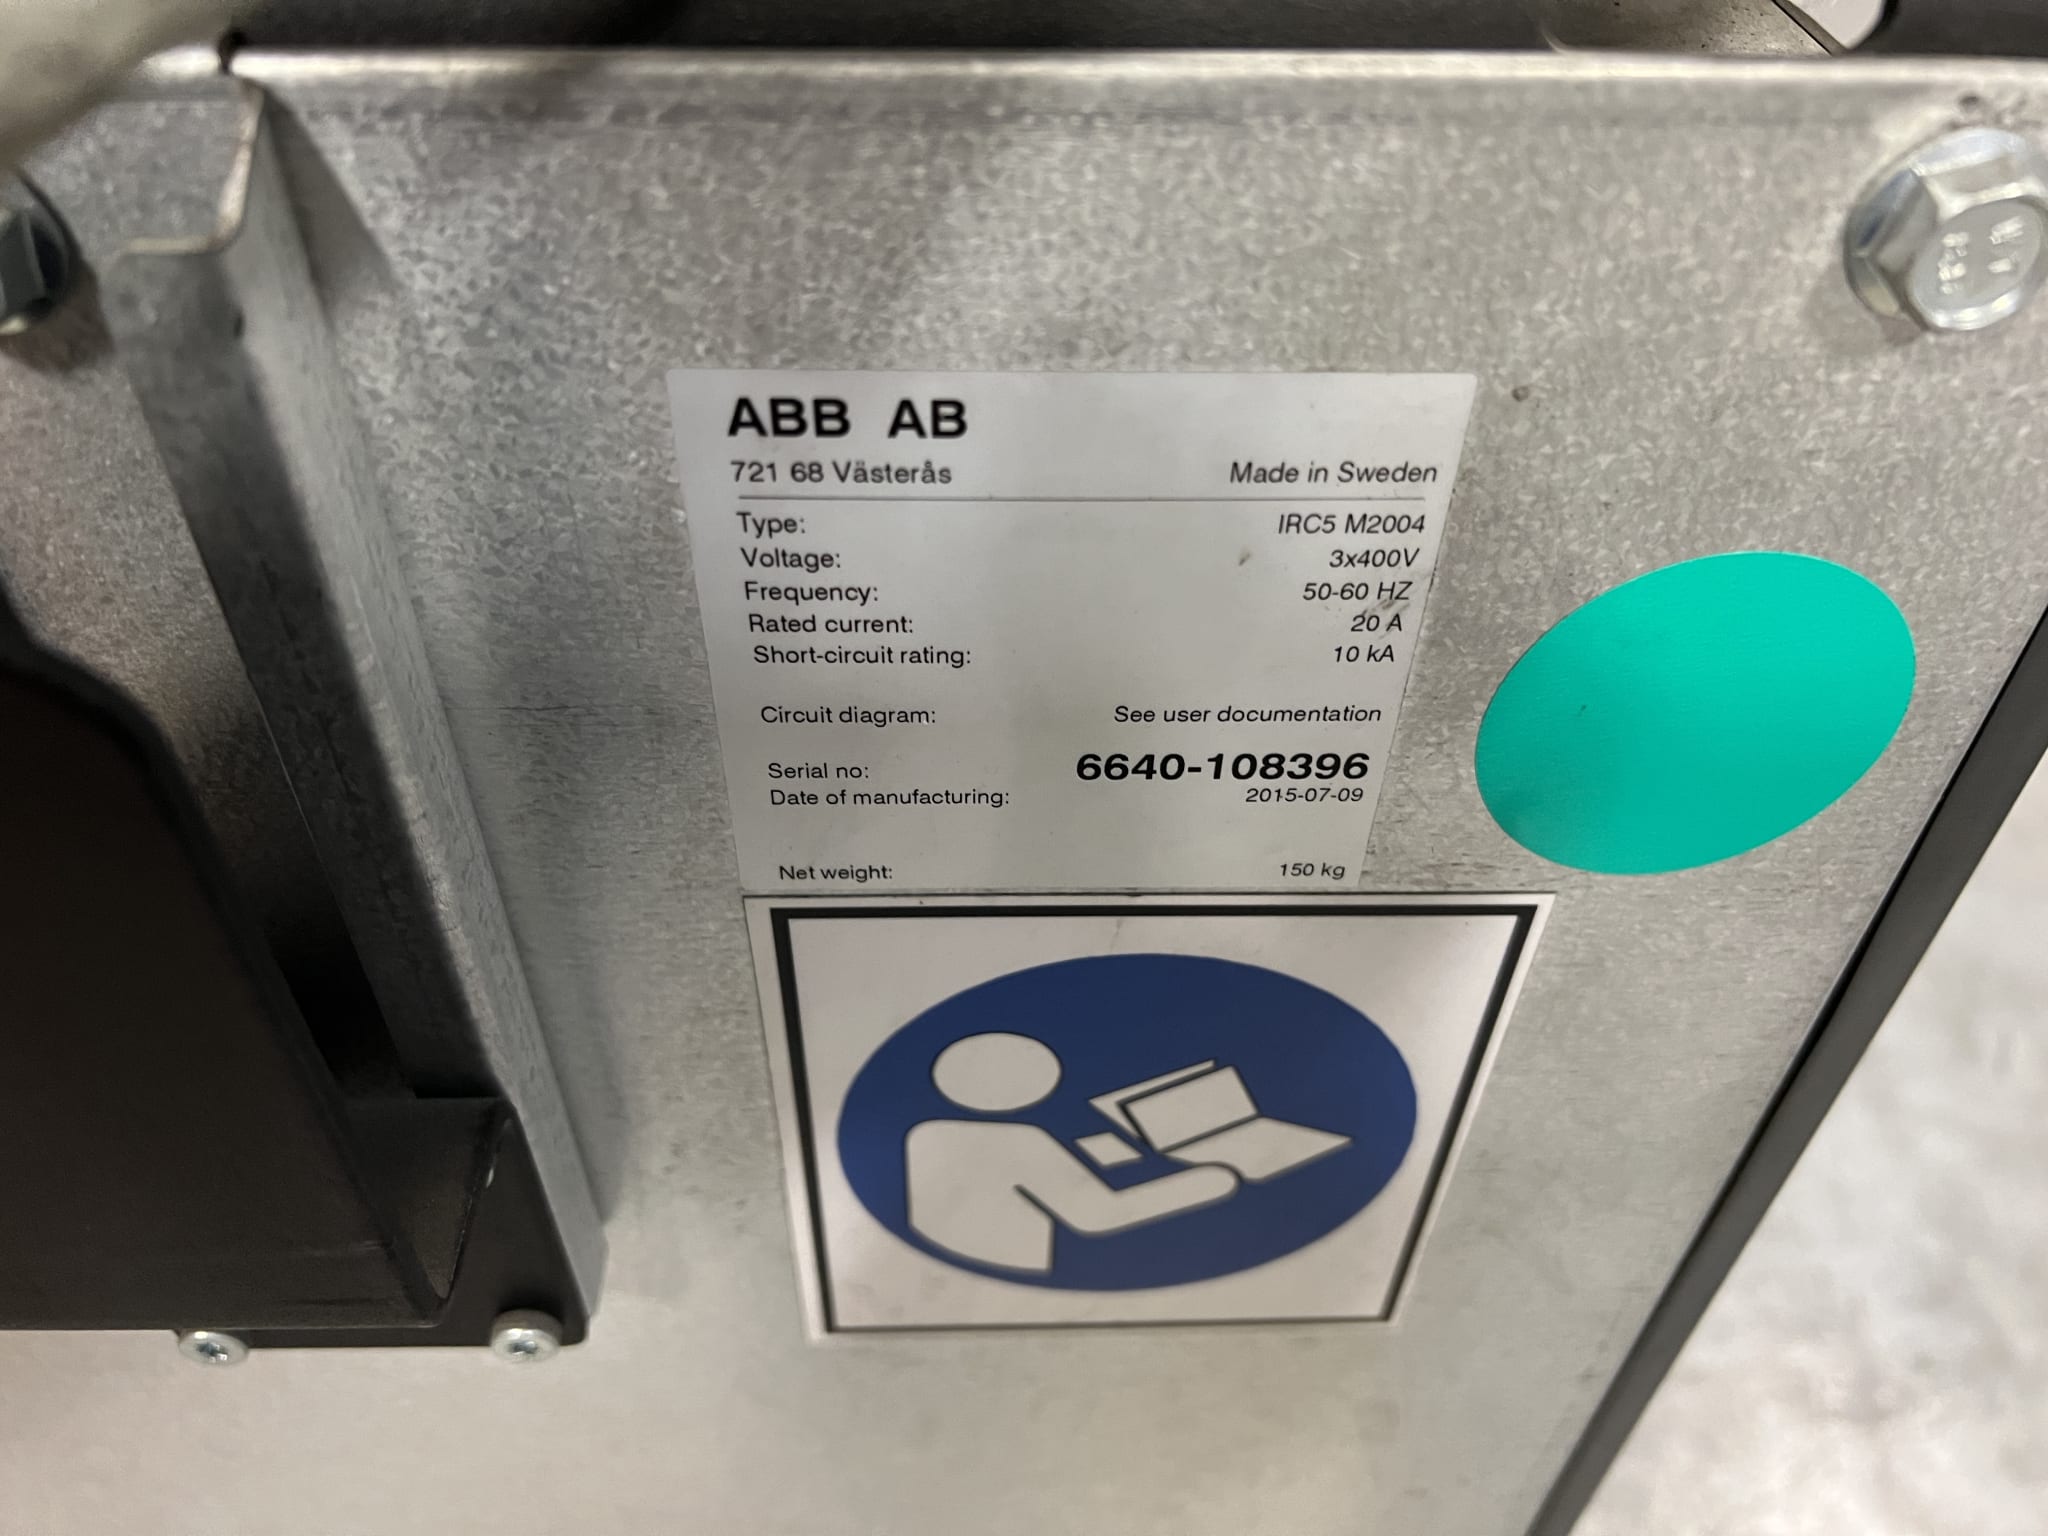 ABB AB
721 68 Västerås Made in Sweden
Type: IRC5 M2004
Voltage: 3x400V
Frequency: 50-60 HZ
Rated current: 20 A
Short-circuit rating: 10 kA
Circuit diagram: See user documentation
Serial no: 6640-108396
Date of manufacturing: 2015-07-09
Net weight: 150 kg